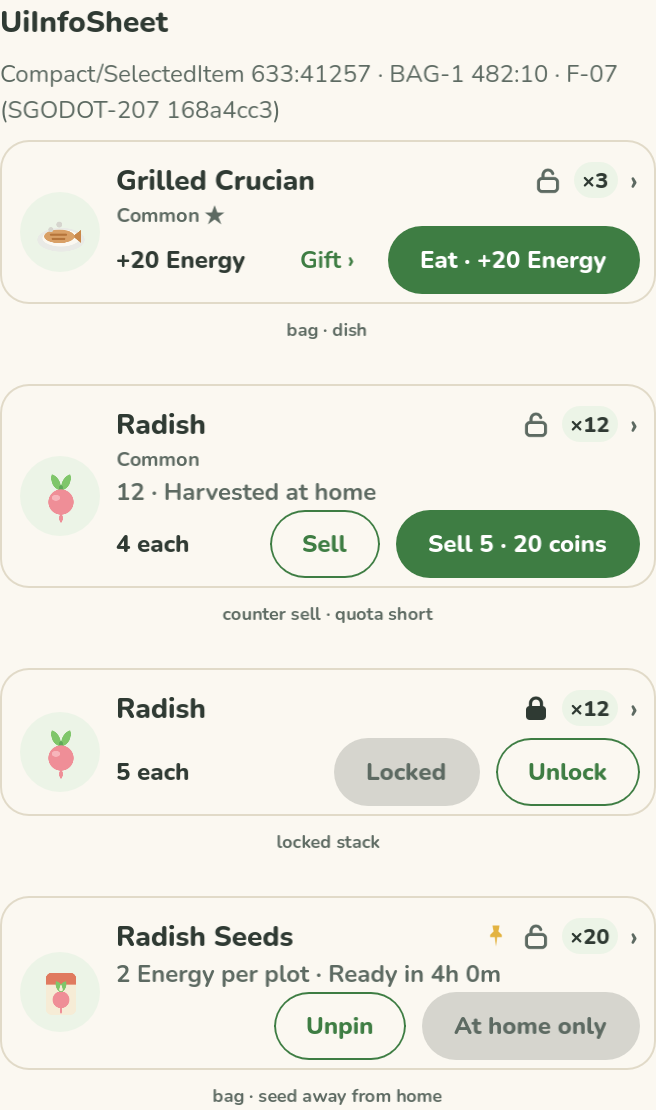 UiInfoSheet
Compact/SelectedItem 633:41257 · BAG-1 482:10 · F-07
(SGODOT-207 168a4cc3)
Grilled Crucian ×3 ›
Common ★
+20 Energy Gift › Eat · +20 Energy
bag · dish
Radish ×12 ›
Common
12 · Harvested at home
4 each Sell Sell 5 · 20 coins
counter sell · quota short
Radish ×12 ›
5 each Locked Unlock
locked stack
Radish Seeds ×20 ›
2 Energy per plot · Ready in 4h 0m
Unpin At home only
bag · seed away from home